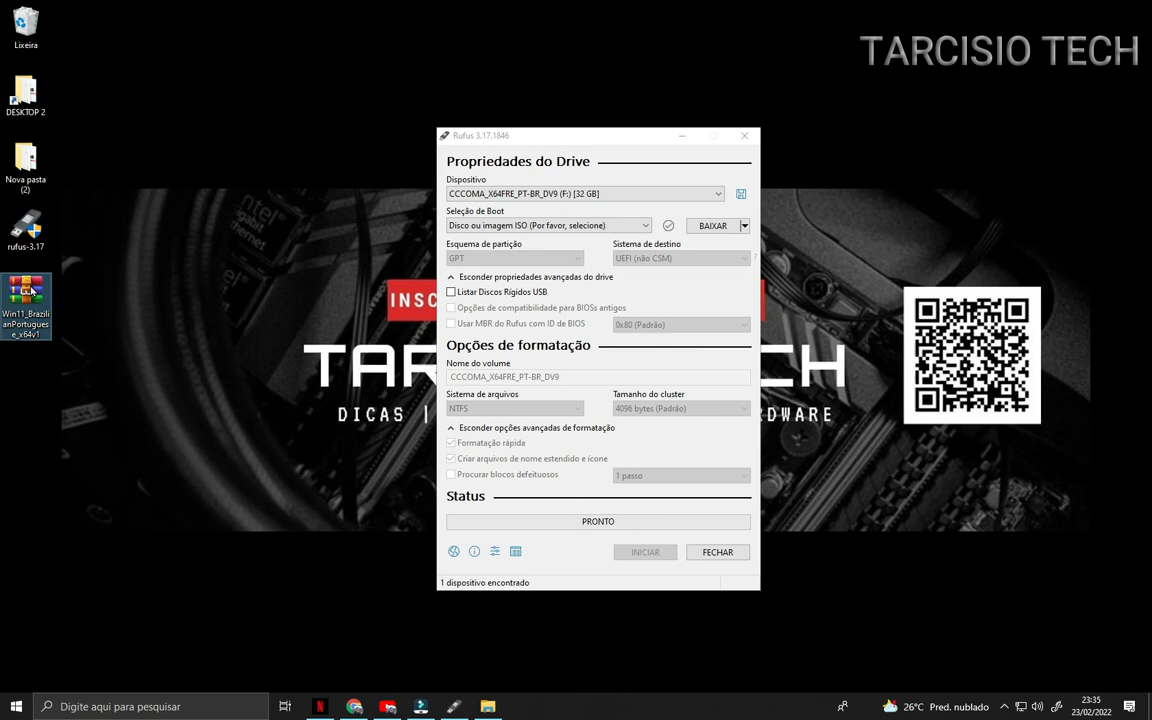 TARCISIO TECH
Lixeira
DESKTOP 2
Nova pasta
(2)
rufus-3.17
Win11_Brazili
anPortugues
e_x64v1
INSC
TAR
CH
DICAS |
DWARE
Rufus 3.17.1846
Propriedades do Drive
Dispositivo
CCCOMA_X64FRE_PT-BR_DV9 (F:) [32 GB]
Seleção de Boot
Disco ou imagem ISO (Por favor, selecione)
BAIXAR
Esquema de partição
Sistema de destino
GPT
UEFI (não CSM)
?
Esconder propriedades avançadas do drive
Listar Discos Rígidos USB
Opções de compatibilidade para BIOSs antigos
Usar MBR do Rufus com ID de BIOS
0x80 (Padrão)
Opções de formatação
Nome do volume
CCCOMA_X64FRE_PT-BR_DV9
Sistema de arquivos
Tamanho do cluster
NTFS
4096 bytes (Padrão)
Esconder opções avançadas de formatação
Formatação rápida
Criar arquivos de nome estendido e ícone
Procurar blocos defeituosos
1 passo
Status
PRONTO
INICIAR
FECHAR
1 dispositivo encontrado
Digite aqui para pesquisar
26°C Pred. nublado
23:35
23/02/2022